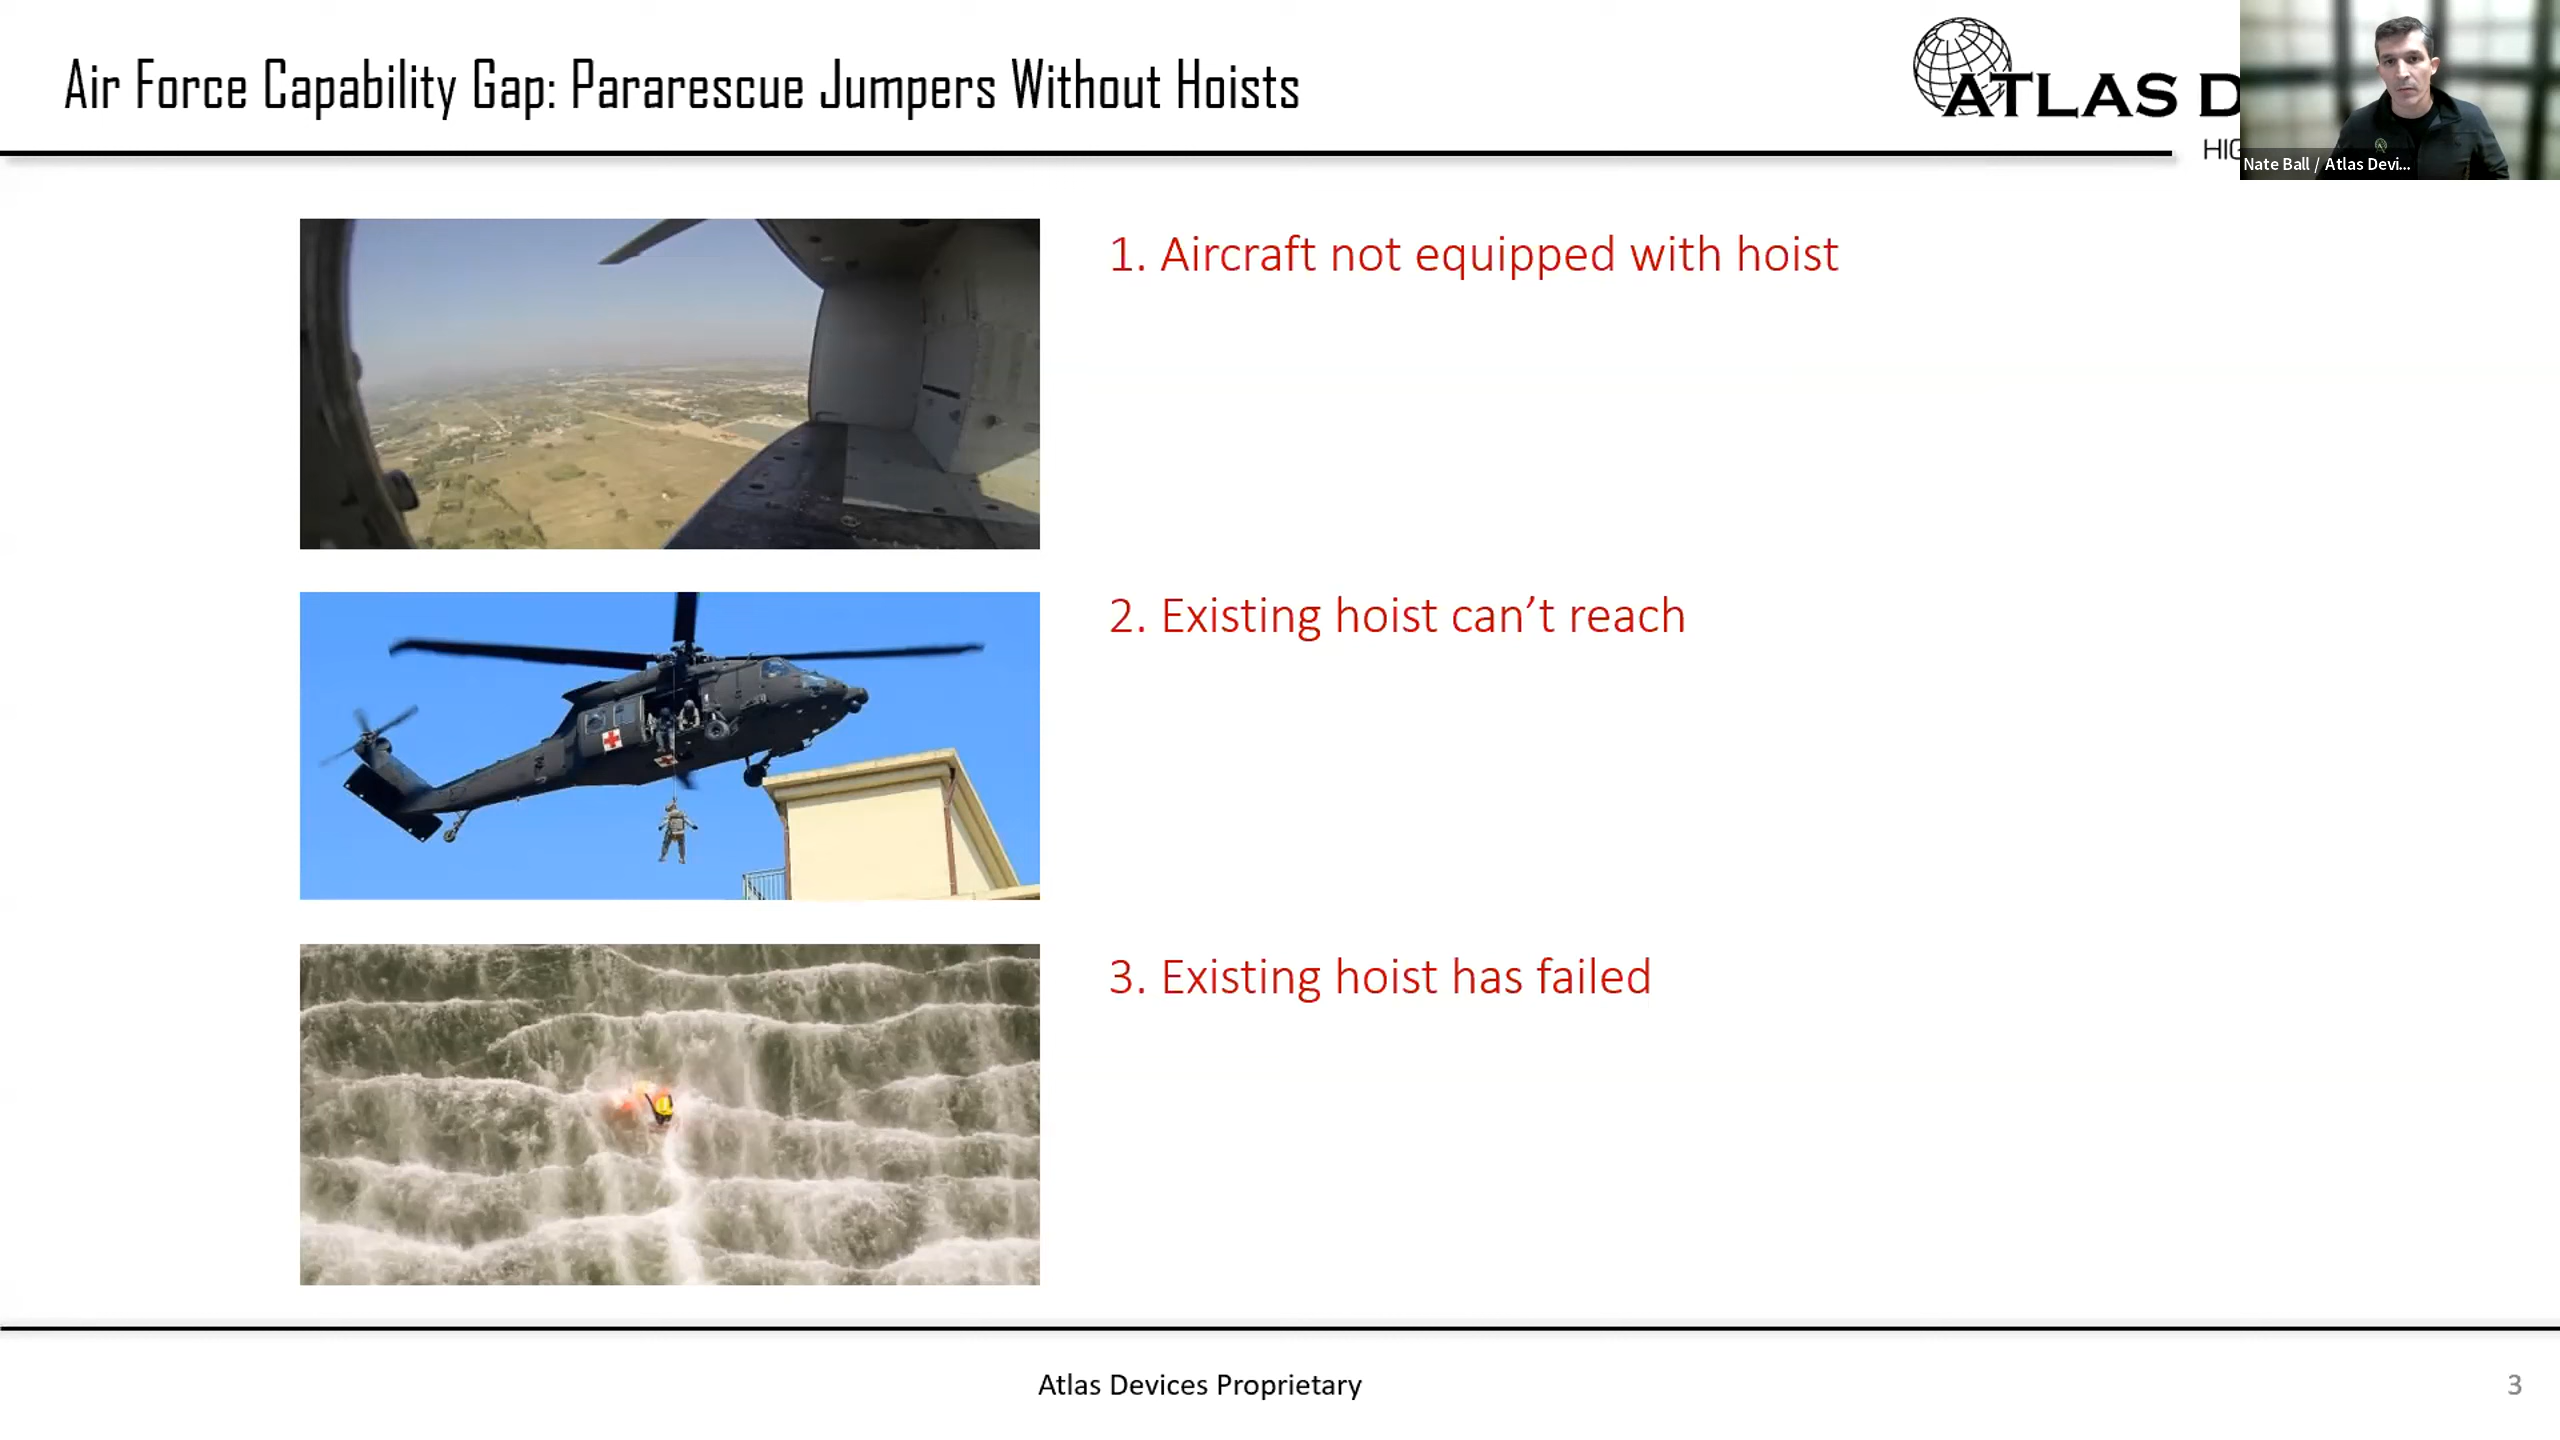 Air Force Capability Gap: Pararescue Jumpers Without Hoists
ATLAS D
HIG
Nate Ball / Atlas Devi...
1. Aircraft not equipped with hoist
2. Existing hoist can’t reach
3. Existing hoist has failed
Atlas Devices Proprietary
3